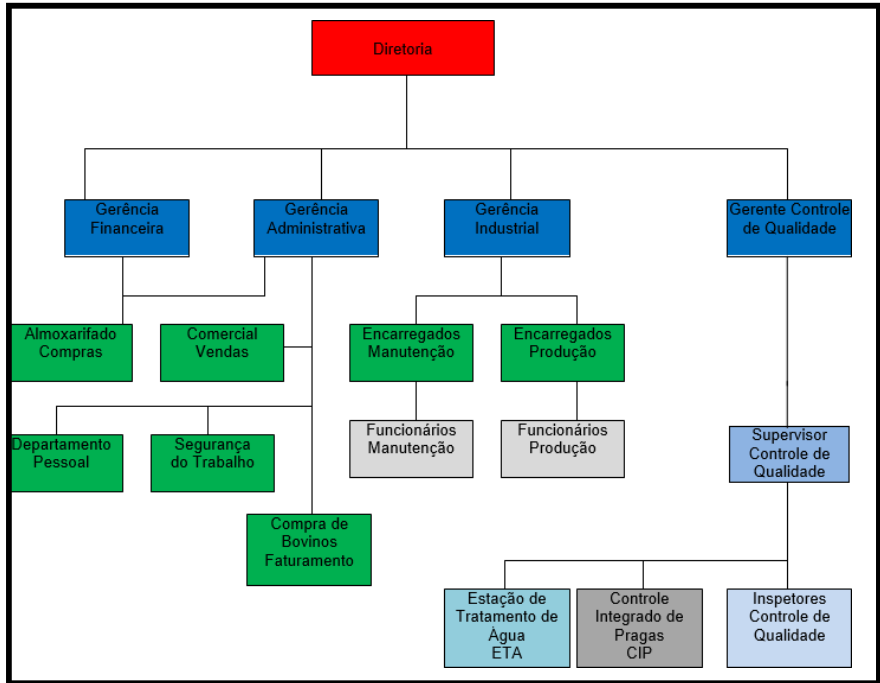 Diretoria
Gerência
Financeira
Gerência
Administrativa
Gerência
Industrial
Gerente Controle
de Qualidade
Almoxarifado
Compras
Comercial
Vendas
Encarregados
Manutenção
Encarregados
Produção
Departamento
Pessoal
Segurança
do Trabalho
Funcionários
Manutenção
Funcionários
Produção
Supervisor
Controle de
Qualidade
Compra de
Bovinos
Faturamento
Estação de
Tratamento de
Àgua
ETA
Controle
Integrado de
Pragas
CIP
Inspetores
Controle de
Qualidade